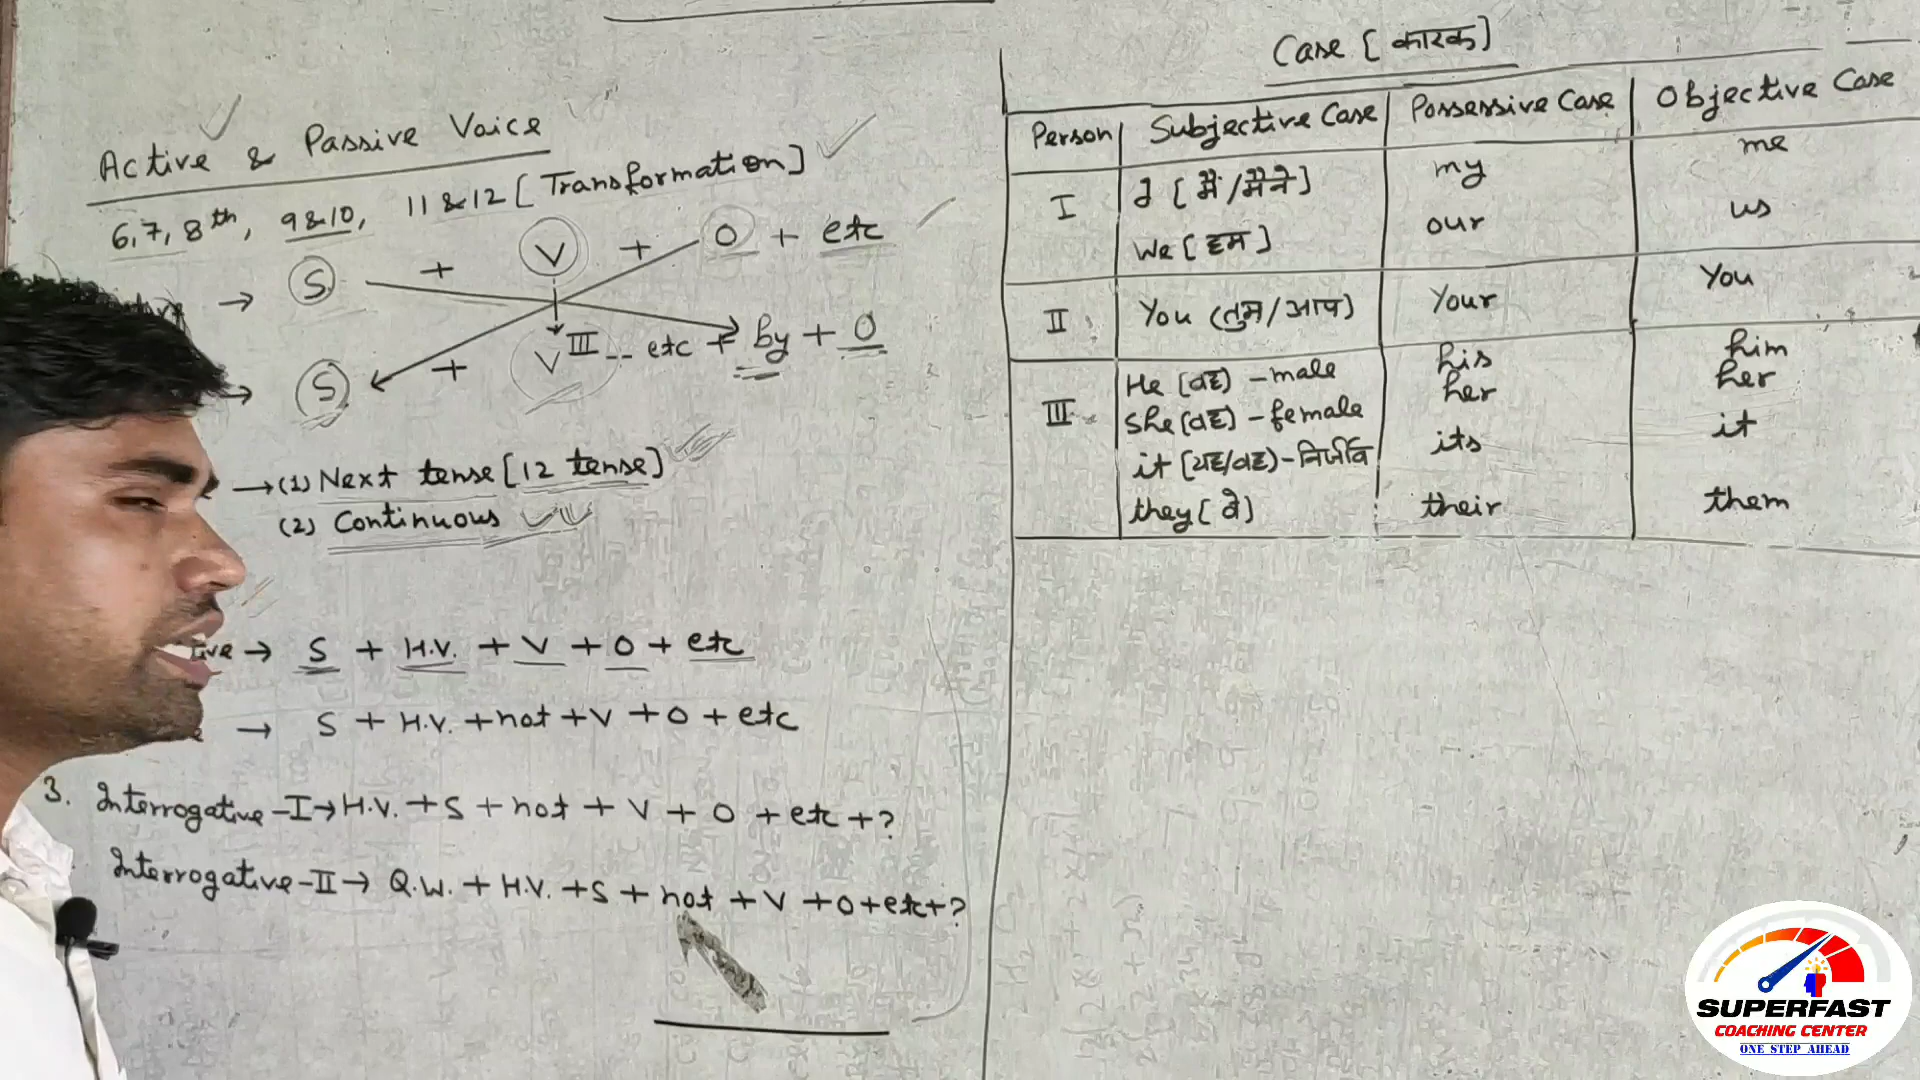 Active & Passive Voice
6,7,8th, 9&10, 11 & 12 [Transformation]
→ S + V + O + etc
→ S + V III -- etc + by + O
→ (1) Next tense [12 tense]
(2) Continuous
tive → S + H.V. + V + O + etc
→ S + H.V. + not + V + O + etc
3. Interrogative-I → H.V. + S + not + V + O + etc + ?
Interrogative-II → Q.W. + H.V. + S + not + V + O + etc + ?
Case [कारक]
Person Subjective Case Possessive Case Objective Case
I I [मैं/मैंने] my me
We [हम] our us
II You (तुम/आप) Your You
III He [वह) - male his him
She [वह) - female her her
it [यह/वह) - निर्जीव its it
they [वे) their them
SUPERFAST
COACHING CENTER
ONE STEP AHEAD